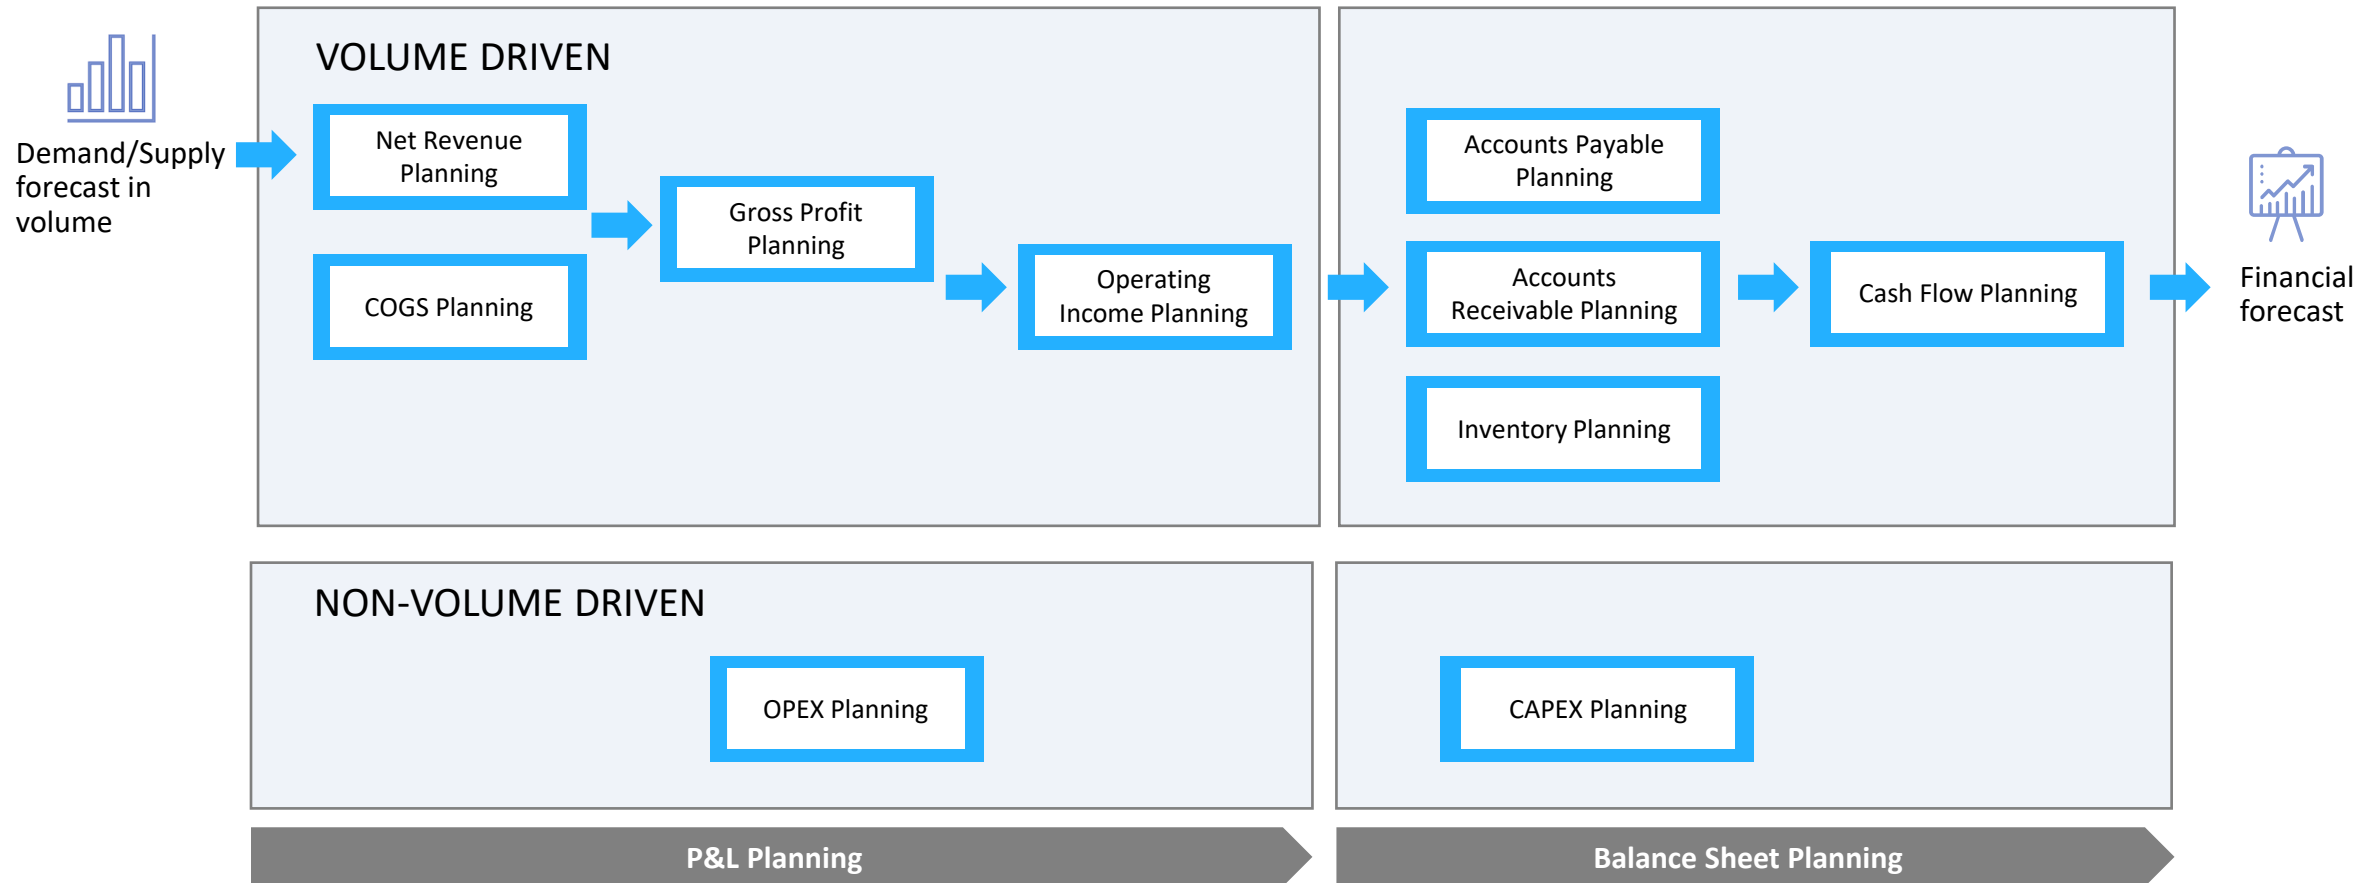 VOLUME DRIVEN
Demand/Supply
forecast in
volume
Net Revenue
Planning
COGS Planning
Gross Profit
Planning
Operating
Income Planning
Accounts Payable
Planning
Accounts
Receivable Planning
Inventory Planning
Cash Flow Planning
Financial
forecast
NON-VOLUME DRIVEN
OPEX Planning
CAPEX Planning
P&L Planning
Balance Sheet Planning